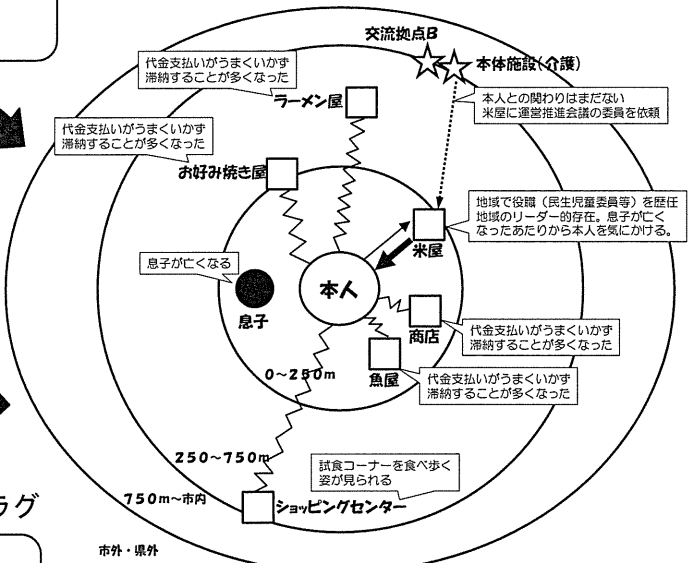 交流拠点B
本体施設(介護)
代金支払いがうまくいかず
滞納することが多くなった
ラーメン屋
本人との関わりはまだない
米屋に運営推進会議の委員を依頼
代金支払いがうまくいかず
滞納することが多くなった
お好み焼き屋
地域で役職（民生児童委員等）を歴任
地域のリーダー的存在。息子が亡く
なったあたりから本人を気にかける。
米屋
息子が亡くなる
本人
息子
商店
代金支払いがうまくいかず
滞納することが多くなった
0～250m
魚屋
代金支払いがうまくいかず
滞納することが多くなった
250～750m
試食コーナーを食べ歩く
姿が見られる
750m～市内
ショッピングセンター
ラグ
市外・県外